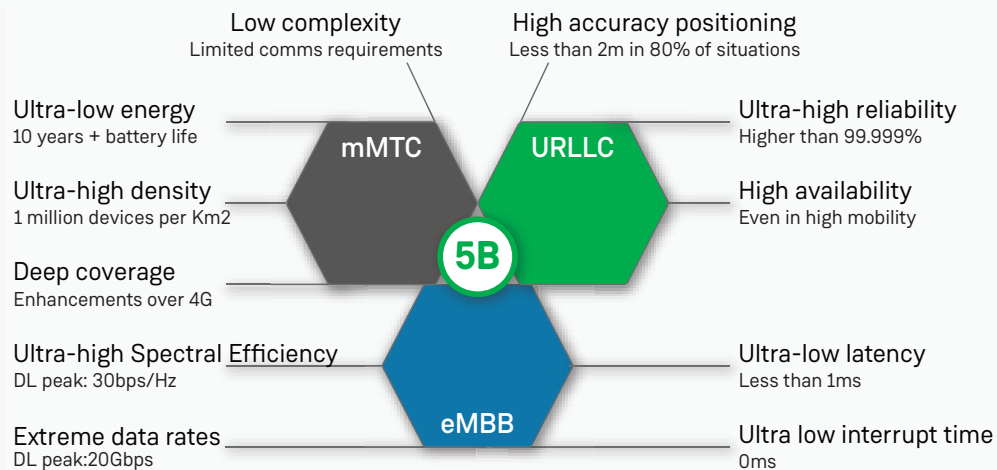 Low complexity
Limited comms requirements
High accuracy positioning
Less than 2m in 80% of situations
Ultra-low energy
10 years + battery life
mMTC
URLLC
Ultra-high reliability
Higher than 99.999%
Ultra-high density
1 million devices per Km2
High availability
Even in high mobility
5B
Deep coverage
Enhancements over 4G
Ultra-high Spectral Efficiency
DL peak: 30bps/Hz
Ultra-low latency
Less than 1ms
eMBB
Extreme data rates
DL peak:20Gbps
Ultra low interrupt time
0ms